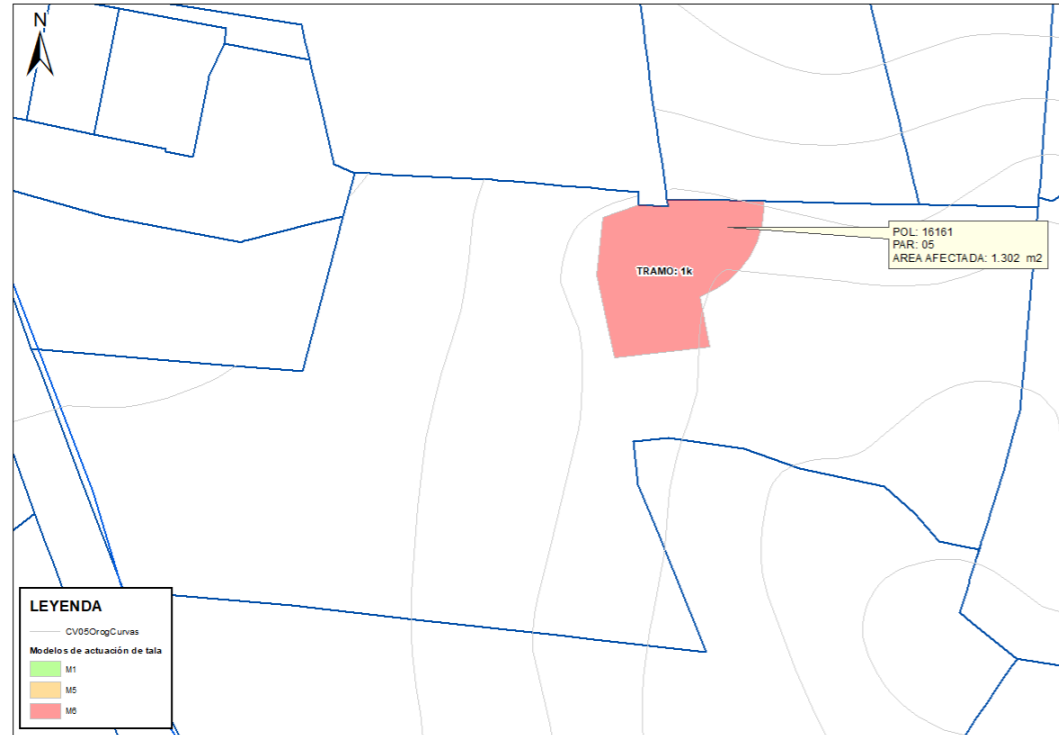 N
POL: 16161
PAR: 05
AREA AFECTADA: 1.302 m2
TRAMO: 1k
LEYENDA
CV05OrogCurvas
Modelos de actuación de tala
M1
M5
M6